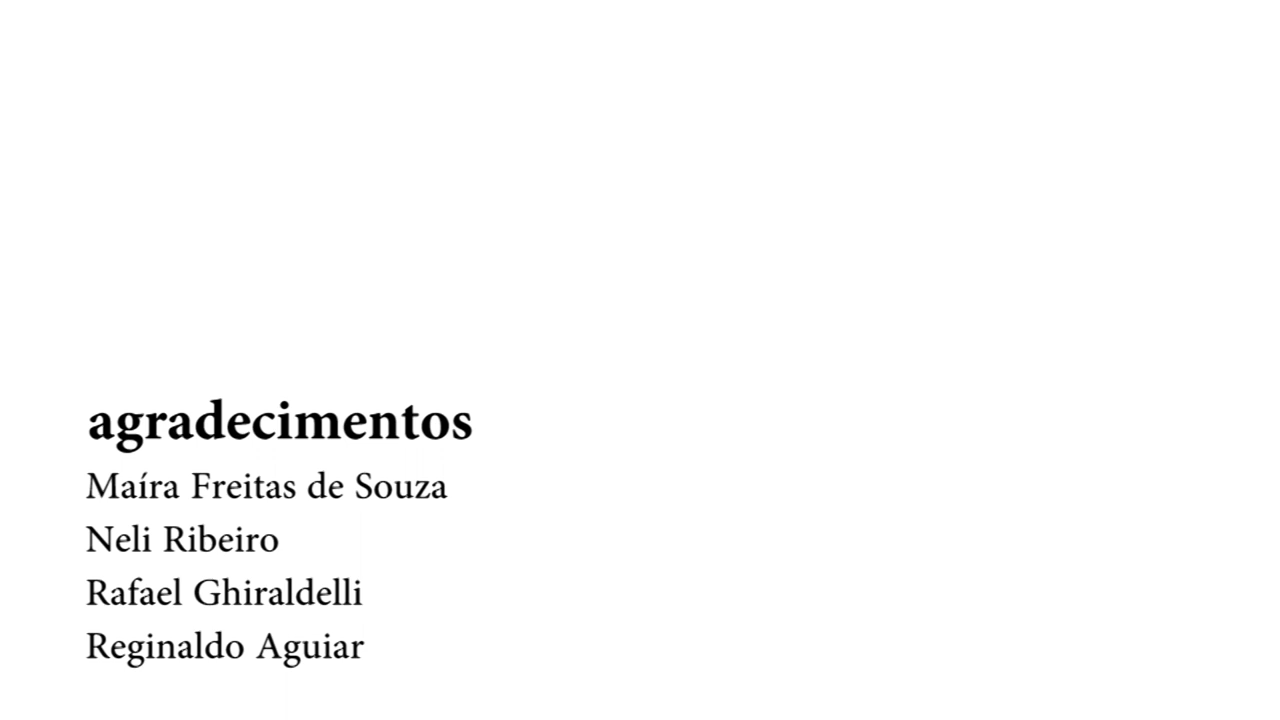 agradecimentos
Maíra Freitas de Souza
Neli Ribeiro
Rafael Ghiraldelli
Reginaldo Aguiar